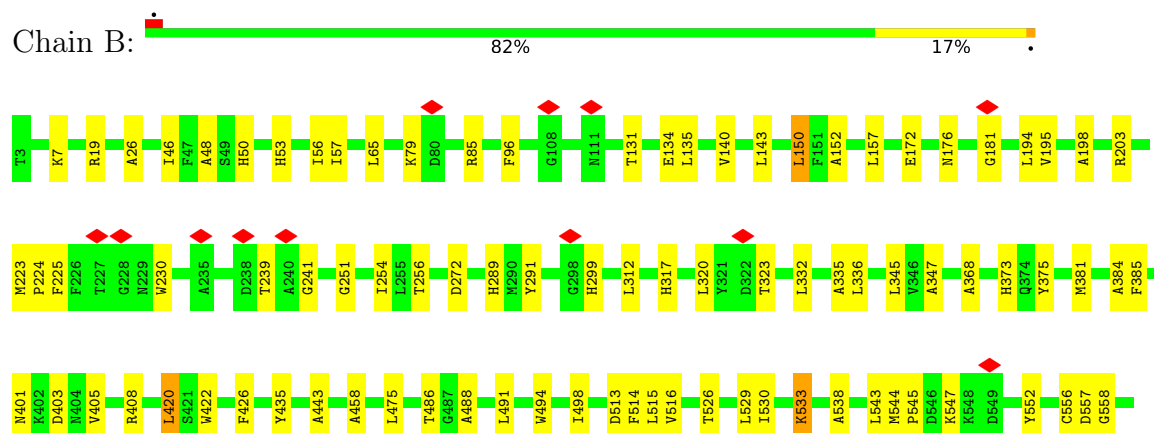 Chain B:
82%
17%
T3 K7 R19 A26 I46 F47 A48 S49 H50 H53 I56 I57 L65 K79 D80 R85 F96 G108 N111 T131 E134 L135 V140 L143 L150 F151 A152 L157 E172 N176 G181 L194 V195 A198 R203
M223 P224 F225 F226 T227 G228 N229 W230 A235 D238 T239 A240 G241 G251 I254 L255 T256 D272 H289 M290 Y291 G298 H299 L312 H317 L320 Y321 D322 T323 L332 A335 L336 L345 V346 A347 A368 H373 Q374 Y375 M381 A384 F385
N401 K402 D403 N404 V405 R408 L420 S421 W422 F426 Y435 A443 A458 L475 T486 G487 A488 L491 W494 I498 D513 F514 L515 V516 T526 L529 I530 K533 A538 L543 M544 P545 D546 K547 K548 D549 Y552 C556 D557 G558